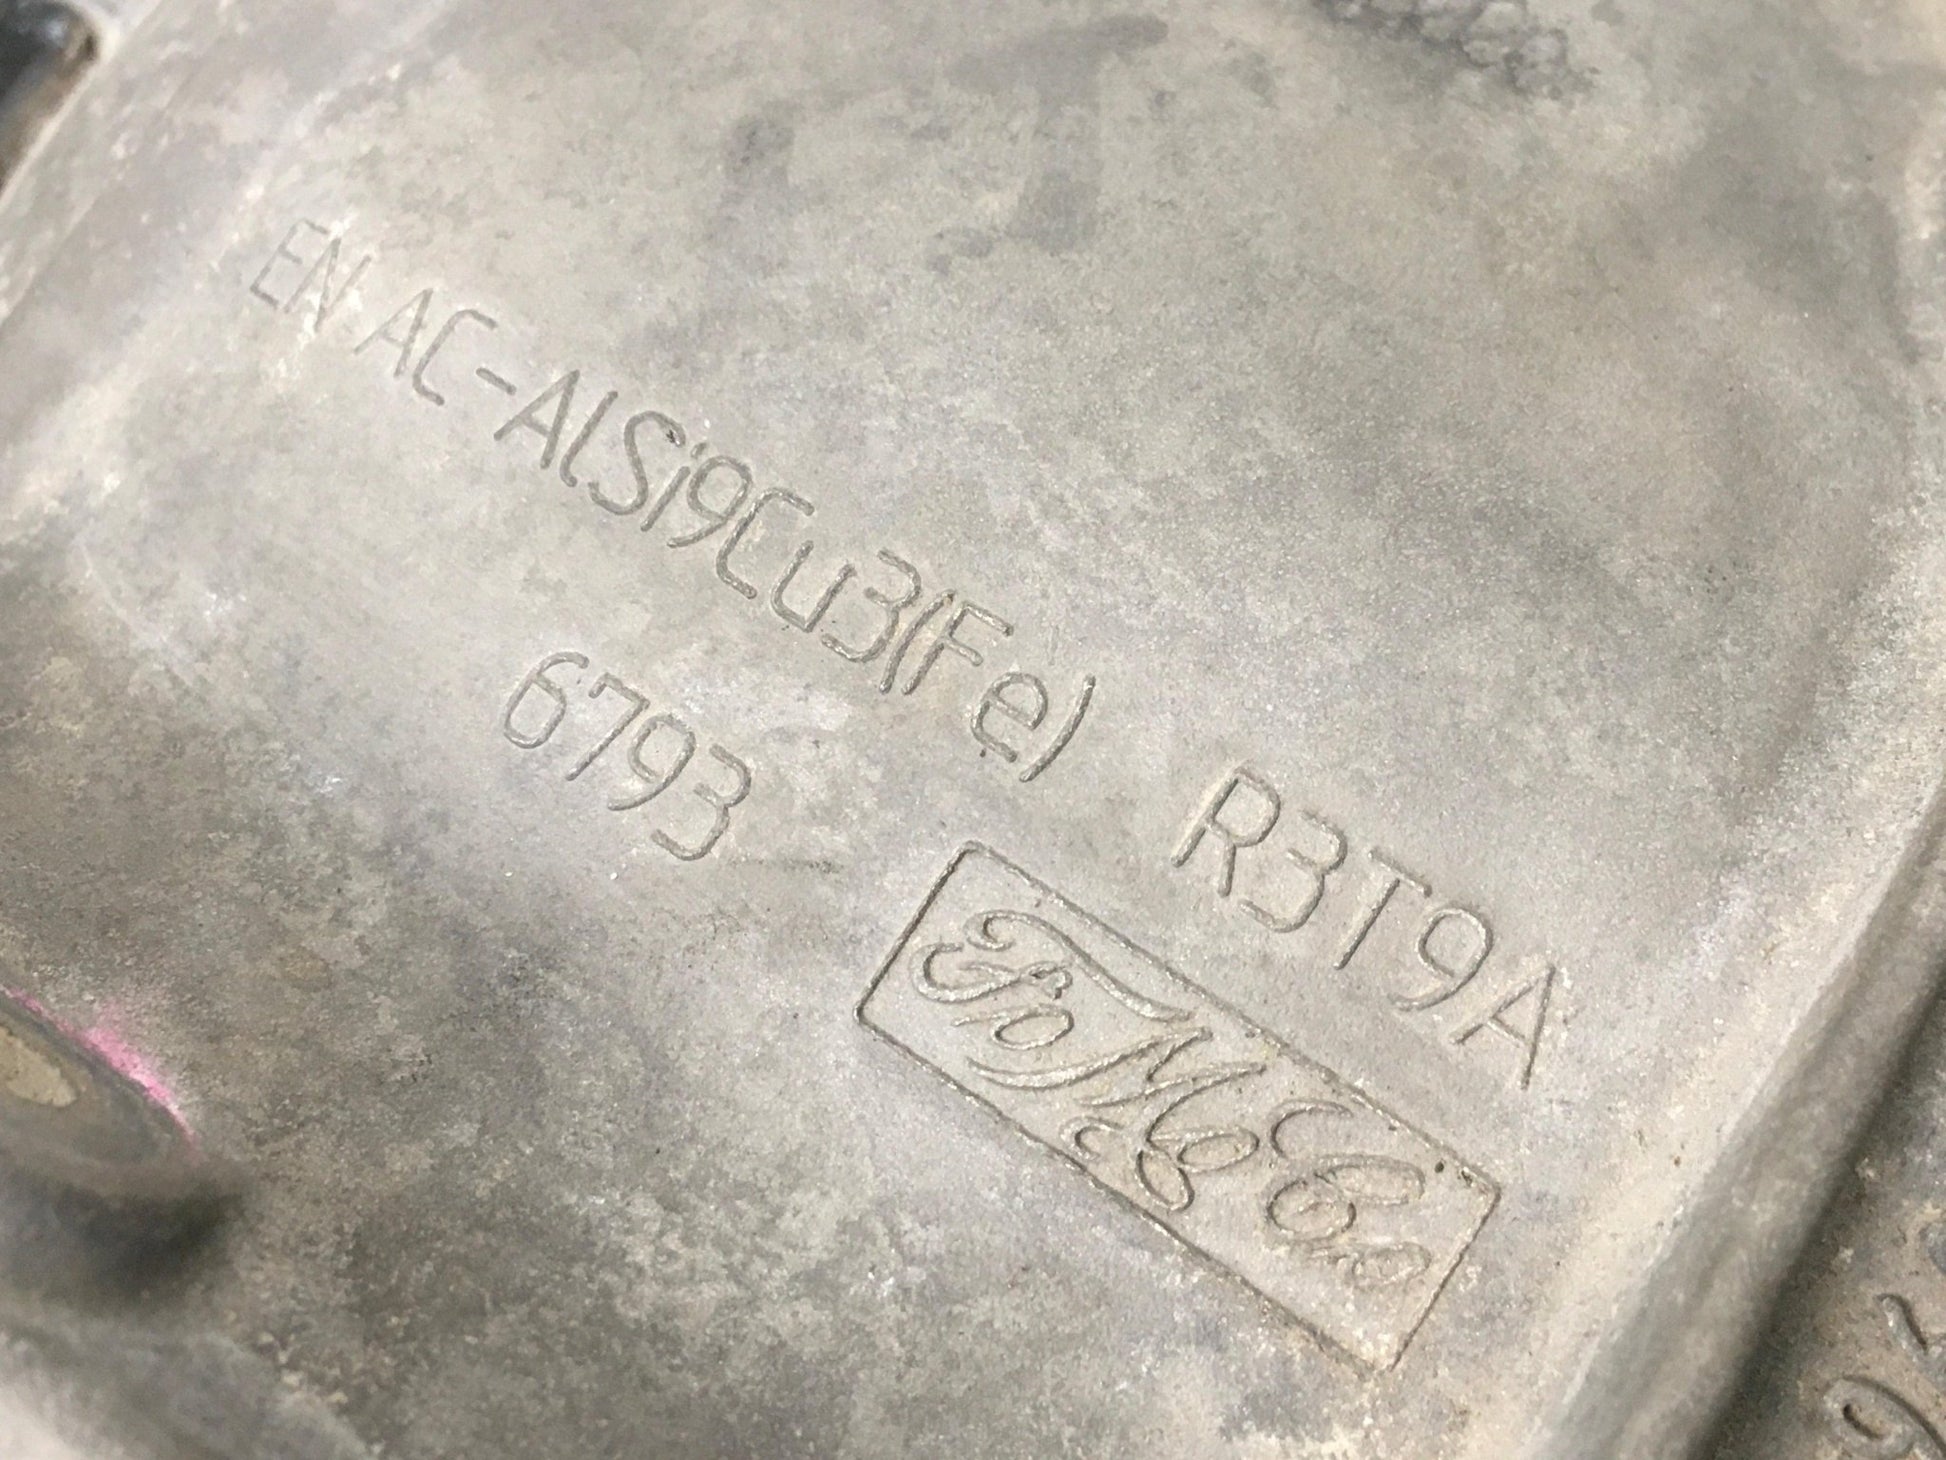 EN AC-AlSi9Cu3(Fe) R3T9A
6793
FoMoCo